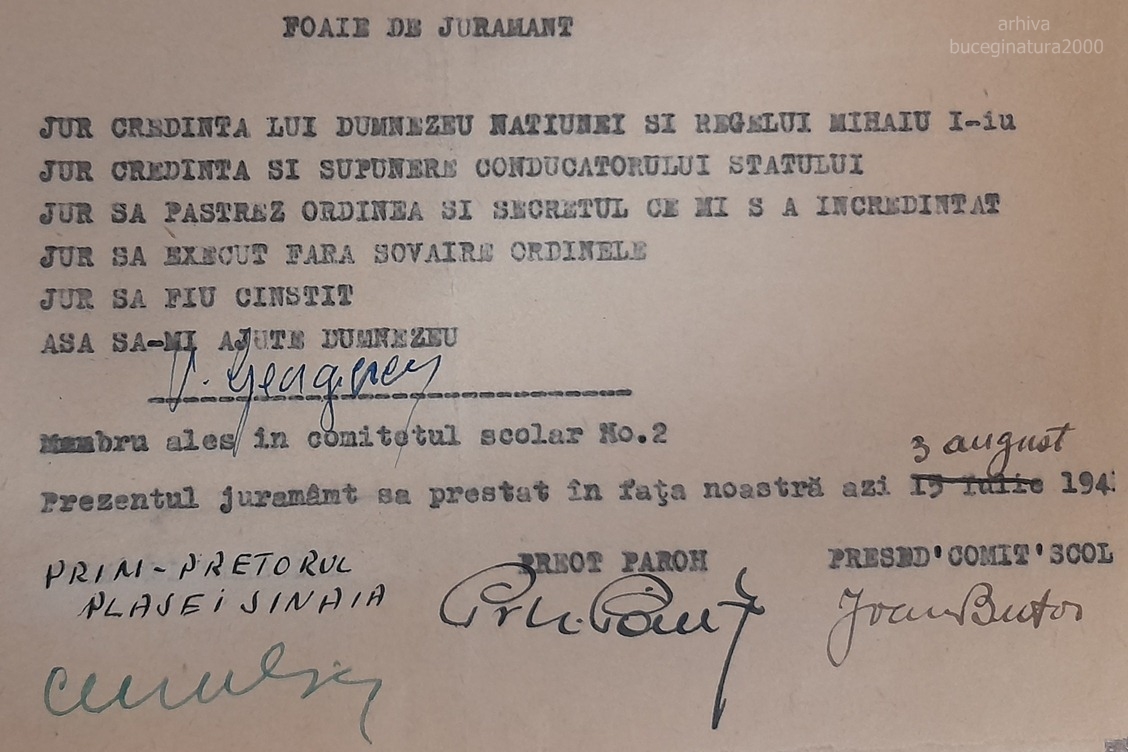 FOAIE DE JURAMANT
arhiva
buceginatura2000
JUR CREDINTA LUI DUMNEZEU NATIUNEI SI REGELUI MIHAIU I-iu
JUR CREDINTA SI SUPUNERE CONDUCATORULUI STATULUI
JUR SA PASTREZ ORDINEA SI SECRETUL CE MI S A INCREDINTAT
JUR SA EXECUT FARA SOVAIRE ORDINELE
JUR SA FIU CINSTIT
ASA SA-MI AJUTE DUMNEZEU
Membru ales in comitetul scolar No.2
3 august
Prezentul juramâmt sa prestat în faţa noastră azi 15 iulie 194
PRIM-PRETORUL
PLASEI SINAIA
PREOT PAROH
PRESED'COMIT'SCOL
Ioan Butoi